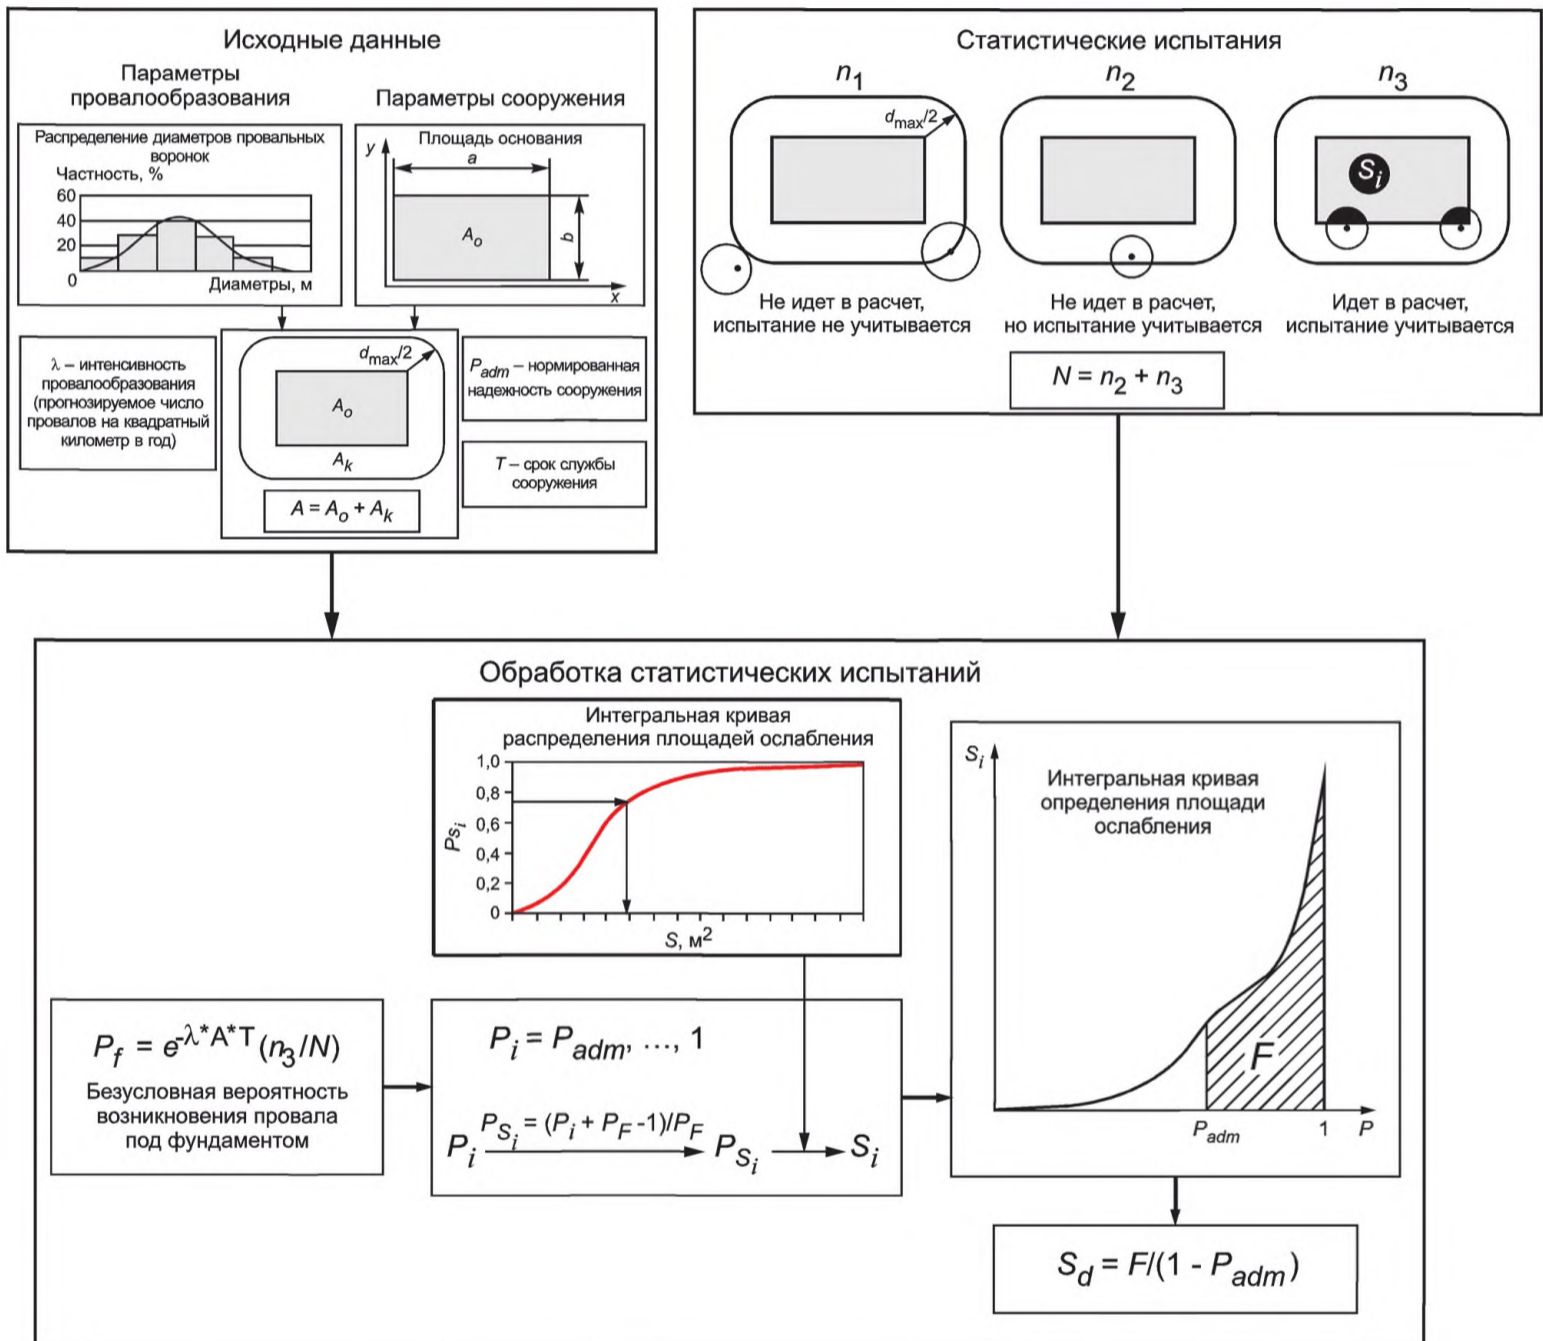 Исходные данные
Параметры
провалообразования
Параметры сооружения
Распределение диаметров провальных
воронок
Частность, %
60
40
20
0
Диаметры, м
y
Площадь основания
a
A_o
b
x
λ – интенсивность
провалообразования
(прогнозируемое число
провалов на квадратный
километр в год)
d_max/2
A_o
A_k
A = A_o + A_k
P_adm – нормированная
надежность сооружения
T – срок службы
сооружения
Статистические испытания
n_1
n_2
n_3
d_max/2
S_i
Не идет в расчет,
испытание не учитывается
Не идет в расчет,
но испытание учитывается
Идет в расчет,
испытание учитывается
N = n_2 + n_3
Обработка статистических испытаний
Интегральная кривая
распределения площадей ослабления
1,0
0,8
0,6
0,4
0,2
0
Ps_i
S, м²
P_f = e^-λ*A*T (n_3/N)
Безусловная вероятность
возникновения провала
под фундаментом
P_i = P_adm, ..., 1
P_S_i = (P_i + P_F -1)/P_F
P_i P_S_i S_i
S_i
Интегральная кривая
определения площади
ослабления
F
P_adm
1
P
S_d = F/(1 - P_adm)